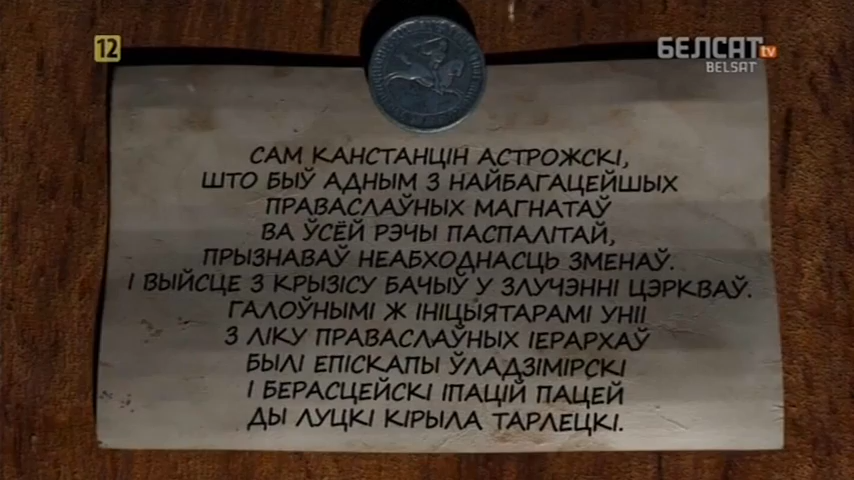 12
БЕЛСАТ tv
BELSAT
САМ КАНСТАНЦІН АСТРОЖСКІ,
ШТО БЫЎ АДНЫМ З НАЙБАГАЦЕЙШЫХ
ПРАВАСЛАЎНЫХ МАГНАТАЎ
ВА ЎСЁЙ РЭЧЫ ПАСПАЛІТАЙ,
ПРЫЗНАВАЎ НЕАБХОДНАСЦЬ ЗМЕНАЎ.
І ВЫЙСЦЕ З КРЫЗІСУ БАЧЫЎ У ЗЛУЧЭННІ ЦЭРКВАЎ.
ГАЛОЎНЫМІ Ж ІНІЦЫЯТАРАМІ УНІІ
З ЛІКУ ПРАВАСЛАЎНЫХ ІЕРАРХАЎ
БЫЛІ ЕПІСКАПЫ ЎЛАДЗІМІРСКІ
І БЕРАСЦЕЙСКІ ІПАЦІЙ ПАЦЕЙ
ДЫ ЛУЦКІ КІРЫЛА ТАРЛЕЦКІ.